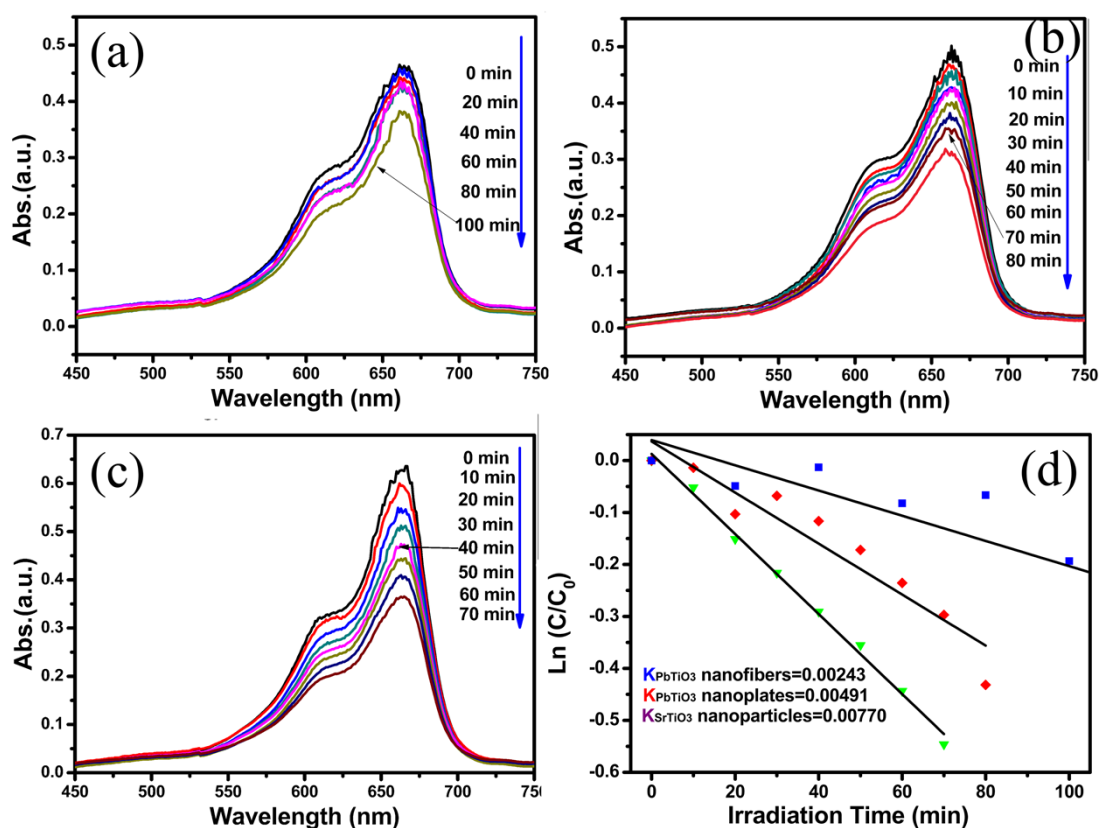 (a)
0.5
0.4
0.3
0.2
0.1
0.0
Abs.(a.u.)
0 min
20 min
40 min
60 min
80 min
100 min
450 500 550 600 650 700 750
Wavelength (nm)
(b)
0.5
0.4
0.3
0.2
0.1
0.0
Abs.(a.u.)
0 min
10 min
20 min
30 min
40 min
50 min
60 min
70 min
80 min
450 500 550 600 650 700 750
Wavelength (nm)
(c)
0.7
0.6
0.5
0.4
0.3
0.2
0.1
0.0
Abs.(a.u.)
0 min
10 min
20 min
30 min
40 min
50 min
60 min
70 min
450 500 550 600 650 700 750
Wavelength (nm)
(d)
0.0
-0.1
-0.2
-0.3
-0.4
-0.5
-0.6
Ln (C/C0)
KPbTiO3 nanofibers=0.00243
KPbTiO3 nanoplates=0.00491
KSrTiO3 nanoparticles=0.00770
0 20 40 60 80 100
Irradiation Time (min)